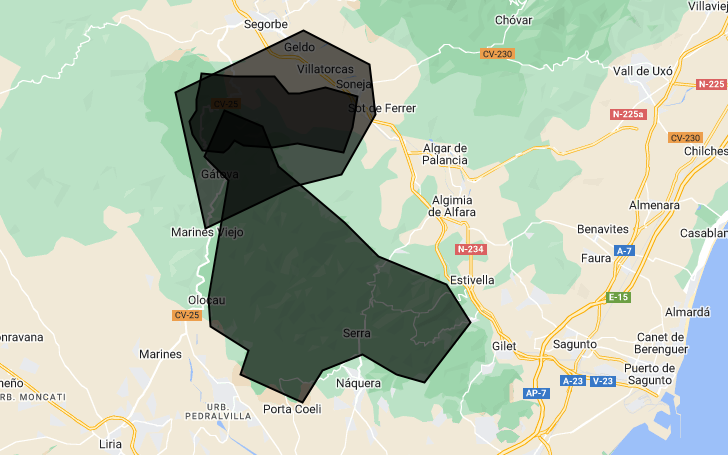 Villaviej
Chóvar
Segorbe
Geldo
CV-230
Villatorcas
Vall de Uxó
Soneja
N-225
CV-25
Sot de Ferrer
N-225a
CV-230
Algar de
Palancia
Chilches
Gátova
Algimia
de Alfara
Almenara
Marines Viejo
Benavites
Casablan
N-234
A-7
Faura
Estivella
E-15
Olocau
CV-25
Almardá
onravana
Serra
Marines
Gilet
Sagunto
Canet de
Berenguer
meño
Náquera
Puerto de
Sagunto
A-23
V-23
URB. MONCATI
AP-7
URB.
PEDRALVILLA
Porta Coeli
Liria